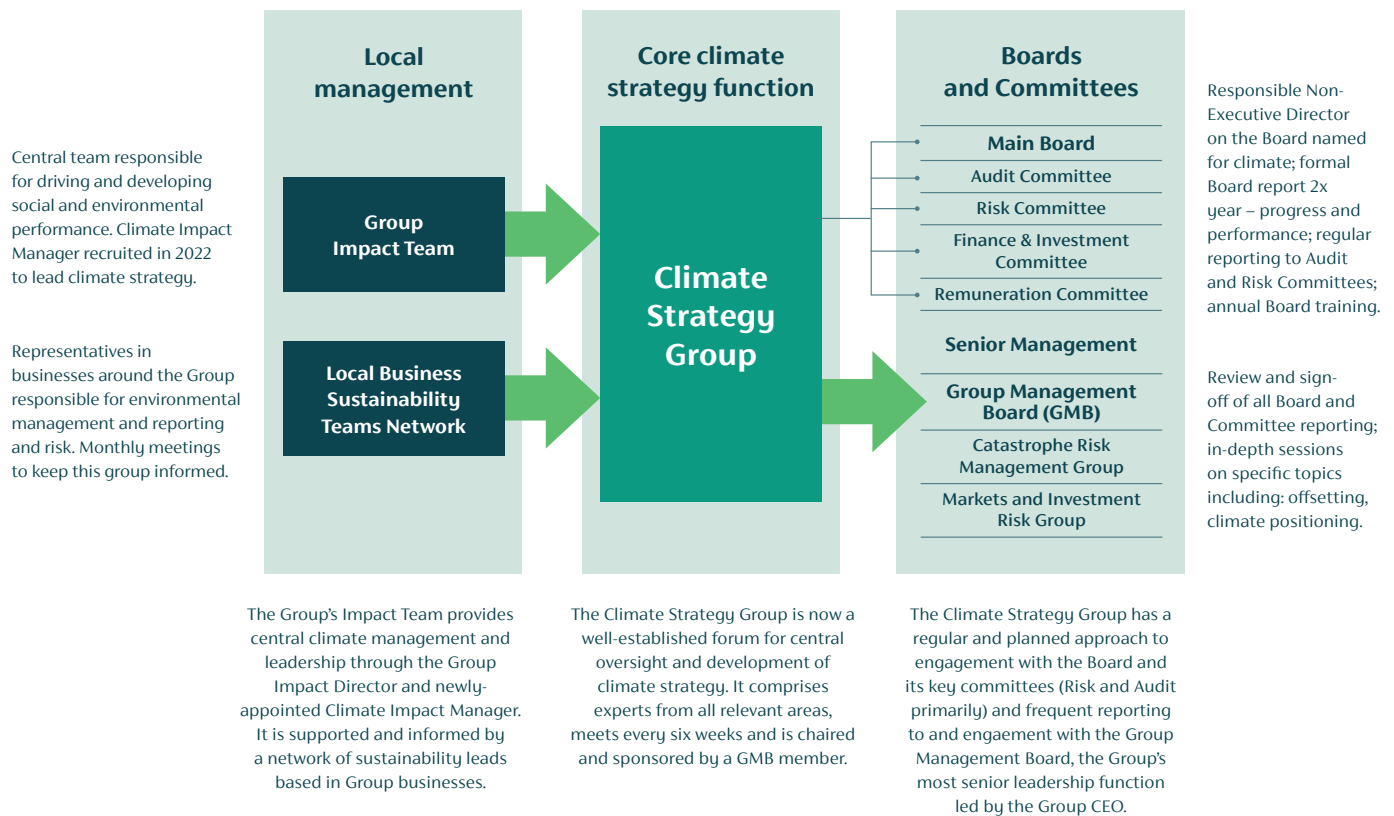 Local
management
Central team responsible
for driving and developing
social and environmental
performance. Climate Impact
Manager recruited in 2022
to lead climate strategy.
Group
Impact Team
Representatives in
businesses around the Group
responsible for environmental
management and reporting
and risk. Monthly meetings
to keep this group informed.
Local Business
Sustainability
Teams Network
The Group’s Impact Team provides
central climate management and
leadership through the Group
Impact Director and newly-
appointed Climate Impact Manager.
It is supported and informed by
a network of sustainability leads
based in Group businesses.
Core climate
strategy function
Climate
Strategy
Group
The Climate Strategy Group is now a
well-established forum for central
oversight and development of
climate strategy. It comprises
experts from all relevant areas,
meets every six weeks and is chaired
and sponsored by a GMB member.
Boards
and Committees
Main Board
Audit Committee
Risk Committee
Finance & Investment
Committee
Remuneration Committee
Senior Management
Group Management
Board (GMB)
Catastrophe Risk
Management Group
Markets and Investment
Risk Group
Responsible Non-
Executive Director
on the Board named
for climate; formal
Board report 2x
year – progress and
performance; regular
reporting to Audit
and Risk Committees;
annual Board training.
Review and sign-
off of all Board and
Committee reporting;
in-depth sessions
on specific topics
including: offsetting,
climate positioning.
The Climate Strategy Group has a
regular and planned approach to
engagement with the Board and
its key committees (Risk and Audit
primarily) and frequent reporting
to and engaement with the Group
Management Board, the Group’s
most senior leadership function
led by the Group CEO.